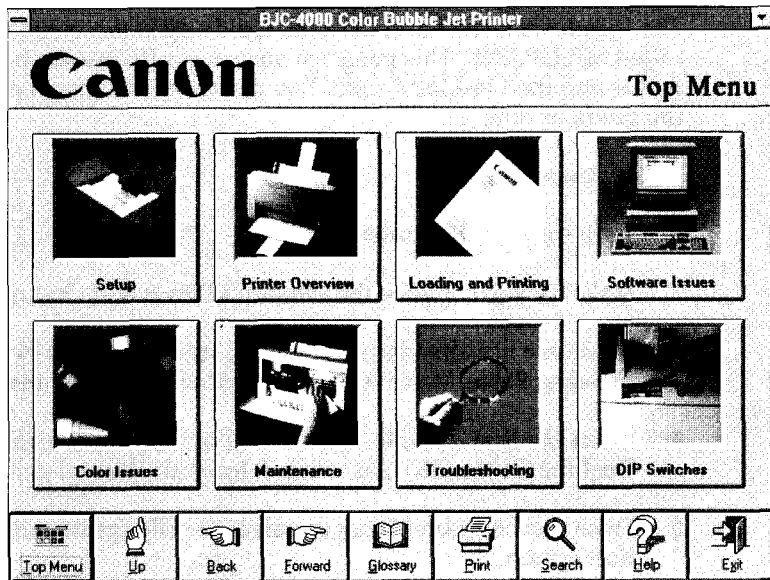 BJC-4000 Color Bubble Jet Printer
Canon
Top Menu
Setup
Printer Overview
Loading and Printing
Software Issues
Color Issues
Maintenance
Troubleshooting
DIP Switches
Top Menu
Up
Back
Forward
Glossary
Print
Search
Help
Exit